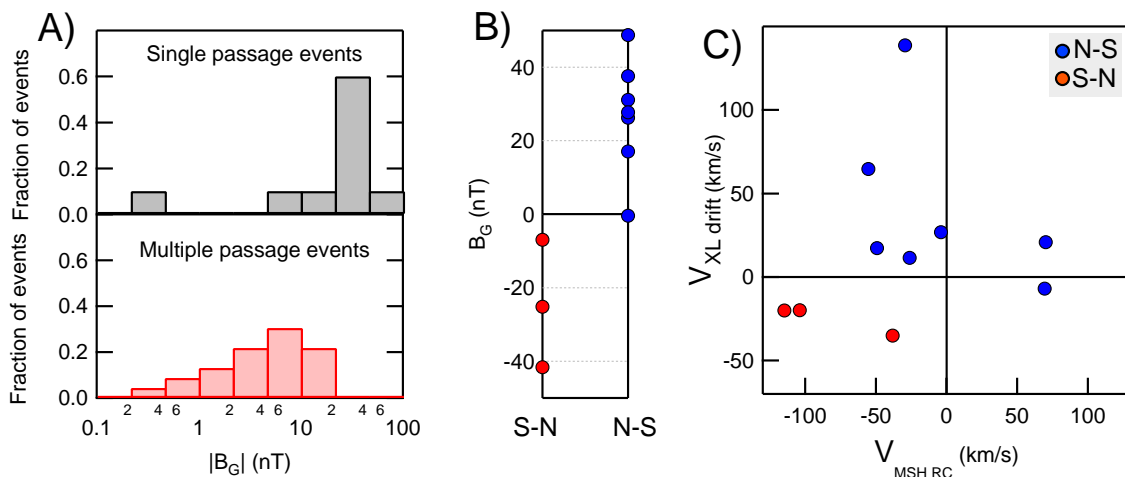 A)
Single passage events
Fraction of events
0.6
0.4
0.2
0.0
Multiple passage events
Fraction of events
0.6
0.4
0.2
0.0
2 4 6 2 4 6 2 4 6
0.1 1 10 100
|B_G| (nT)
B)
B_G (nT)
40
20
0
-20
-40
S-N N-S
C)
N-S
S-N
V_XL drift (km/s)
100
50
0
-50
-100 -50 0 50 100
V_MSH RC (km/s)